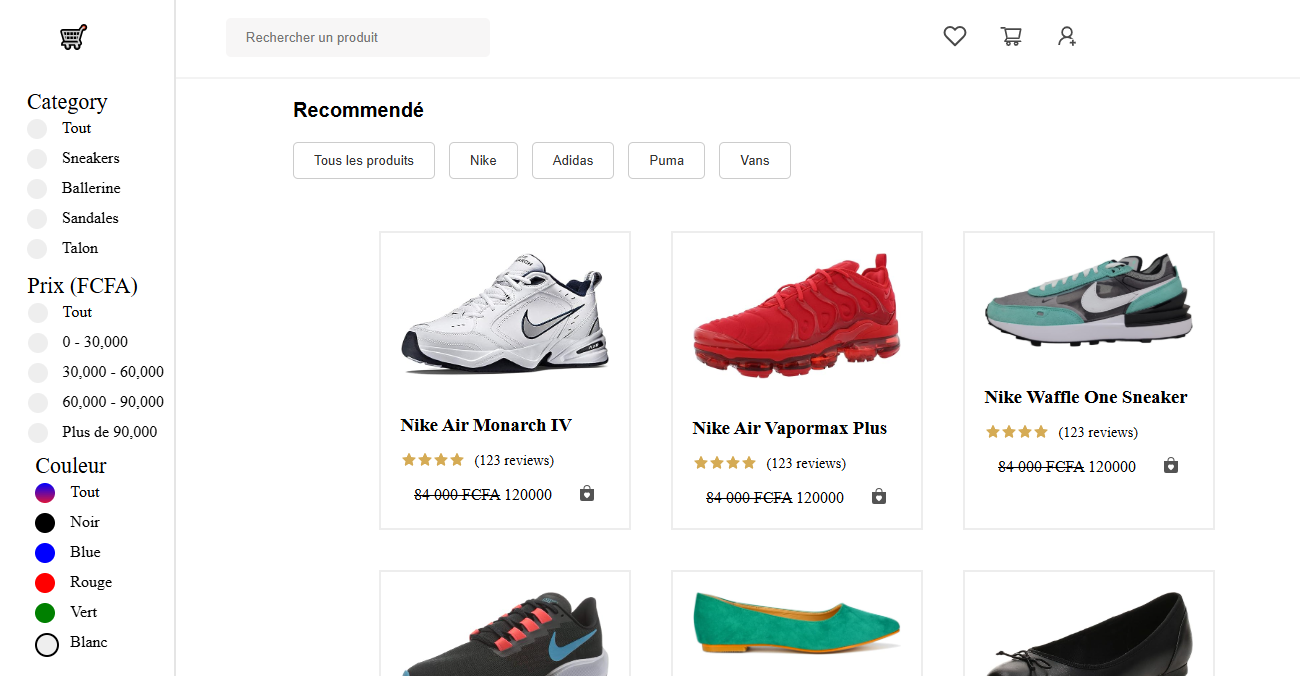 Rechercher un produit
Category
Tout
Sneakers
Ballerine
Sandales
Talon
Prix (FCFA)
Tout
0 - 30,000
30,000 - 60,000
60,000 - 90,000
Plus de 90,000
Couleur
Tout
Noir
Blue
Rouge
Vert
Blanc
Recommendé
Tous les produits
Nike
Adidas
Puma
Vans
Nike Air Monarch IV
(123 reviews)
84 000 FCFA 120000
Nike Air Vapormax Plus
(123 reviews)
84 000 FCFA 120000
Nike Waffle One Sneaker
(123 reviews)
84 000 FCFA 120000